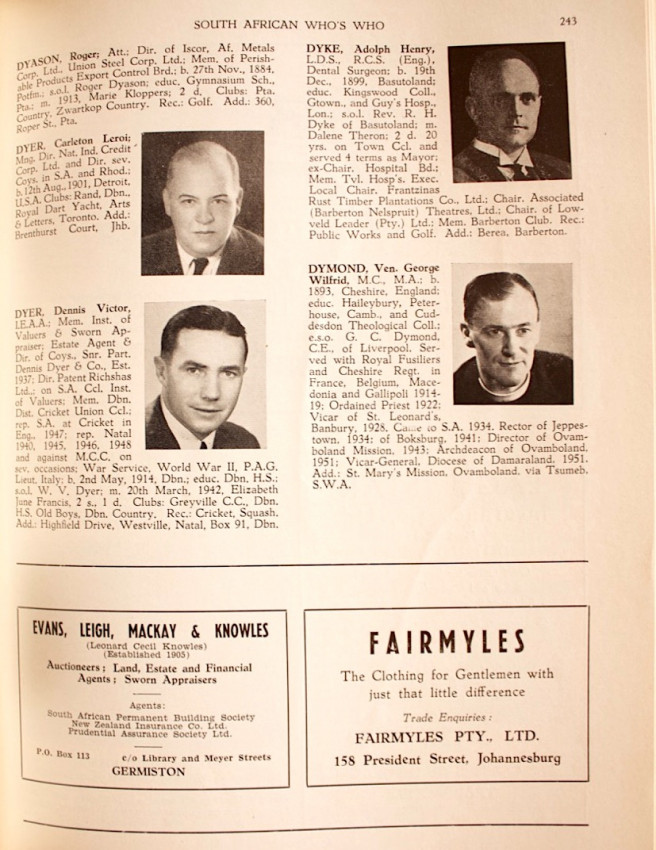 SOUTH AFRICAN WHO'S WHO
243
DYASON, Roger; Att.; Dir. of Iscor, Af. Metals
Corp. Ltd., Union Steel Corp. Ltd.; Mem. of Perish-
able Products Export Control Brd.; b. 27th Nov., 1884,
Potfm.; s.o.l. Roger Dyason; educ. Gymnasium Sch.,
Pta.; m. 1913, Marie Kloppers; 2 d. Clubs: Pta.
Country, Zwartkop Country. Rec.: Golf. Add.: 360,
Roper St., Pta.
DYER, Carleton Leroi;
Mng. Dir. Nat. Ind. Credit
Corp. Ltd. and Dir. sev.
Coys. in S.A. and Rhod.;
b. 12th Aug., 1901, Detroit,
U.S.A. Clubs: Rand, Dbn.,
Royal Dart Yacht, Arts
& Letters, Toronto. Add.:
Brenthurst Court, Jhb.
DYER, Dennis Victor,
I.E.A.A.; Mem. Inst. of
Valuers & Sworn Ap-
praiser; Estate Agent &
Dir. of Coys., Snr. Part.
Dennis Dyer & Co., Est.
1937; Dir. Patent Richshas
Ltd.; on S.A. Ccl. Inst.
of Valuers; Mem. Dbn.
Dist. Cricket Union Ccl.;
rep. S.A. at Cricket in
Eng., 1947; rep. Natal
1940, 1945, 1946, 1948
and against M.C.C. on
sev. occasions; War Service, World War II, P.A.G.
Lieut, Italy; b. 2nd May, 1914, Dbn.; educ. Dbn. H.S.;
s.o.l. W. V. Dyer; m. 20th March, 1942, Elizabeth
June Francis, 2 s., 1 d. Clubs: Greyville C.C., Dbn.
H.S. Old Boys, Dbn. Country. Rec.: Cricket, Squash.
Add.: Highfield Drive, Westville, Natal, Box 91, Dbn.
DYKE, Adolph Henry,
L.D.S., R.C.S. (Eng.),
Dental Surgeon; b. 19th
Dec., 1899, Basutoland;
educ. Kingswood Coll.,
Gtown., and Guy's Hosp.,
Lon.; s.o.l. Rev. R. H.
Dyke of Basutoland; m.
Dalene Theron; 2 d. 20
yrs. on Town Ccl. and
served 4 terms as Mayor;
ex-Chair. Hospital Bd.;
Mem. Tvl. Hosp's. Exec.
Local Chair. Frantzinas
Rust Timber Plantations Co., Ltd.; Chair. Associated
(Barberton Nelspruit) Theatres, Ltd.; Chair. of Low-
veld Leader (Pty.) Ltd.; Mem. Barberton Club. Rec.:
Public Works and Golf. Add.: Berea, Barberton.
DYMOND, Ven. George
Wilfrid, M.C., M.A.; b.
1893, Cheshire, England;
educ. Haileybury, Peter-
house, Camb., and Cud-
desdon Theological Coll.;
e.s.o. G. C. Dymond,
C.E., of Liverpool. Ser-
ved with Royal Fusiliers
and Cheshire Regt. in
France, Belgium, Mace-
donia and Gallipoli 1914-
19; Ordained Priest 1922;
Vicar of St. Leonard's,
Banbury, 1928. to S.A. 1934. Rector of Jeppes-
town, 1934; of Boksburg, 1941; Director of Ovam-
boland Mission, 1943; Archdeacon of Ovamboland,
1951; Vicar-General, Diocese of Damaraland, 1951.
Add.: St. Mary's Mission, Ovamboland, via Tsumeb,
S.W.A.
EVANS, LEIGH, MACKAY & KNOWLES
(Leonard Cecil Knowles)
(Established 1905)
Auctioneers; Land, Estate and Financial
Agents; Sworn Appraisers
Agents:
South African Permanent Building Society
New Zealand Insurance Co. Ltd.
Prudential Assurance Society Ltd.
P.O. Box 113 c/o Library and Meyer Streets
GERMISTON
FAIRMYLES
The Clothing for Gentlemen with
just that little difference
Trade Enquiries:
FAIRMYLES PTY., LTD.
158 President Street, Johannesburg